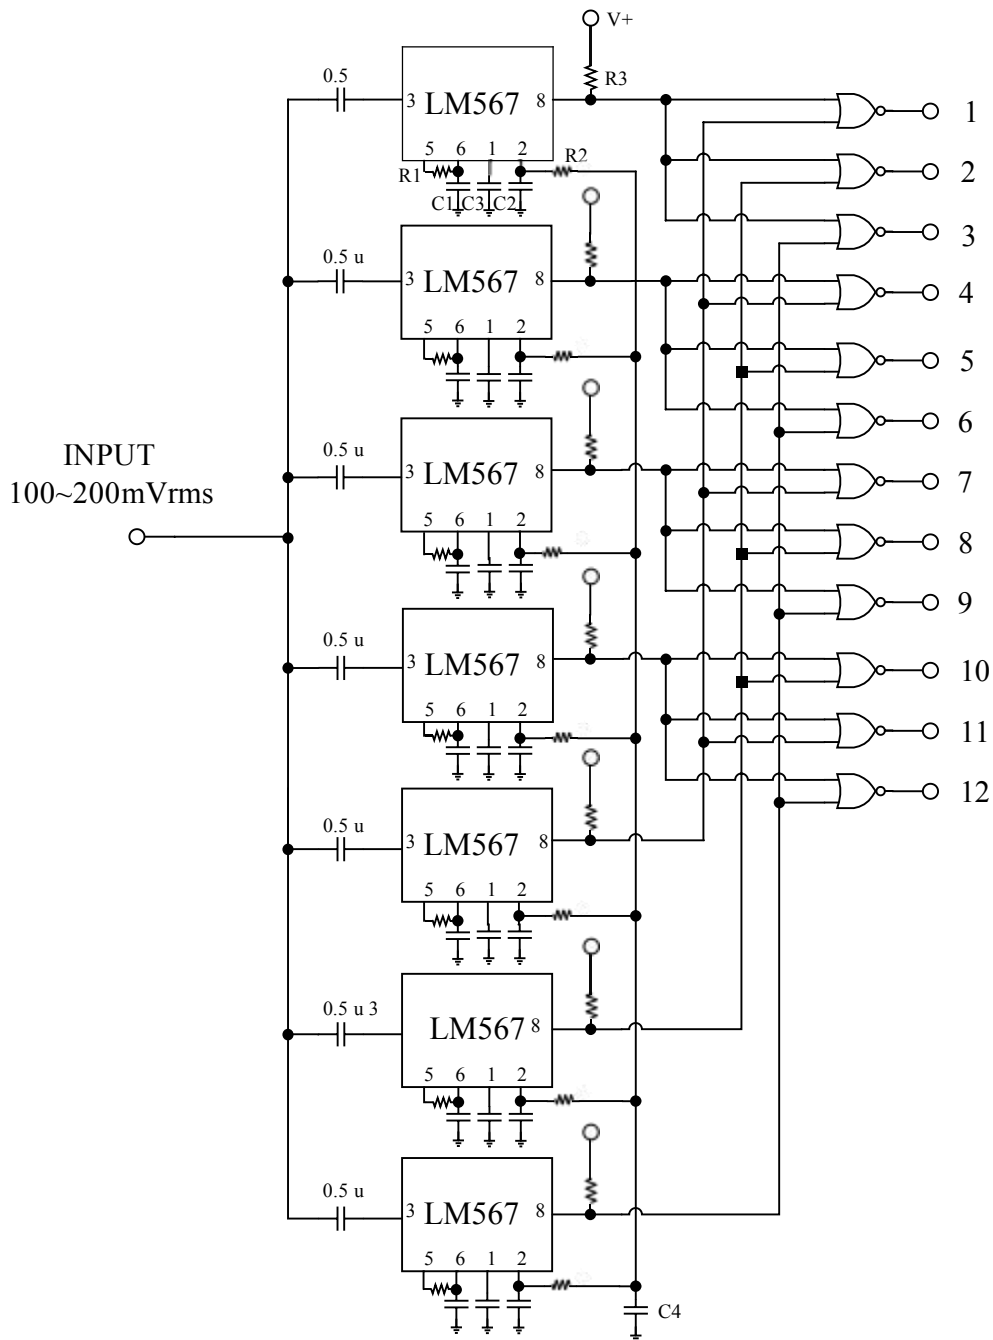 V+
R3
0.5
3 LM567 8
1
5 6 1 2
R1
R2
C1 C3 C2
2
3
0.5 u
3 LM567 8
4
5 6 1 2
5
6
0.5 u
3 LM567 8
7
5 6 1 2
8
9
INPUT
100~200mVrms
0.5 u
3 LM567 8
10
5 6 1 2
11
12
0.5 u
3 LM567 8
5 6 1 2
0.5 u 3
LM567 8
5 6 1 2
0.5 u
3 LM567 8
5 6 1 2
C4